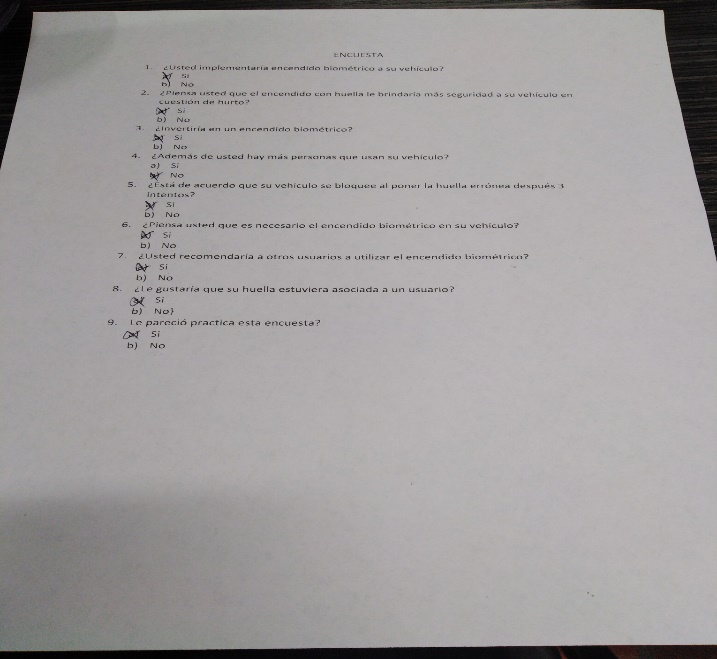 ENCUESTA
1. ¿Usted implementaría encendido biométrico a su vehículo?
a) Si
b) No
2. ¿Piensa usted que el encendido con huella le brindaría más seguridad a su vehículo en
cuestión de hurto?
a) Si
b) No
3. ¿Invertiría en un encendido biométrico?
a) Si
b) No
4. ¿Además de usted hay más personas que usan su vehículo?
a) Si
b) No
5. ¿Está de acuerdo que su vehículo se bloquee al poner la huella errónea después 3
intentos?
a) Si
b) No
6. ¿Piensa usted que es necesario el encendido biométrico en su vehículo?
a) Si
b) No
7. ¿Usted recomendaría a otros usuarios a utilizar el encendido biométrico?
a) Si
b) No
8. ¿Le gustaría que su huella estuviera asociada a un usuario?
a) Si
b) No}
9. Le pareció practica esta encuesta?
a) Si
b) No